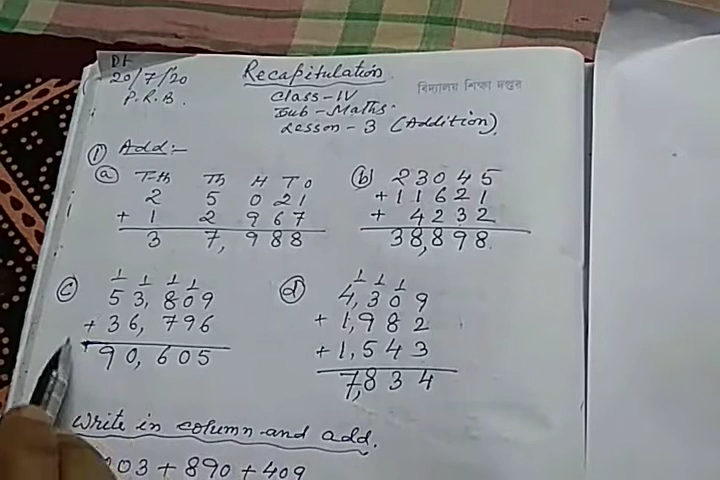 Dt
20/7/20
P.R.B.
Recapitulation
Class - IV
Sub - Maths.
Lesson - 3 (Addition).
বিদ্যালয় শিক্ষা দপ্তর
① Add :-
ⓐ T-th Th H T O
2 5 0 2 1
+ 1 2 9 6 7
3 7, 9 8 8
ⓑ 2 3 0 4 5
+ 1 1 6 2 1
+ 4 2 3 2
3 8, 8 9 8
ⓒ 1 1 1 1
5 3, 8 0 9
+ 3 6, 7 9 6
9 0, 6 0 5
ⓓ 1 1 1
4, 3 0 9
+ 1, 9 8 2
+ 1, 5 4 3
7, 8 3 4
Write in column and add.
03 + 890 + 409